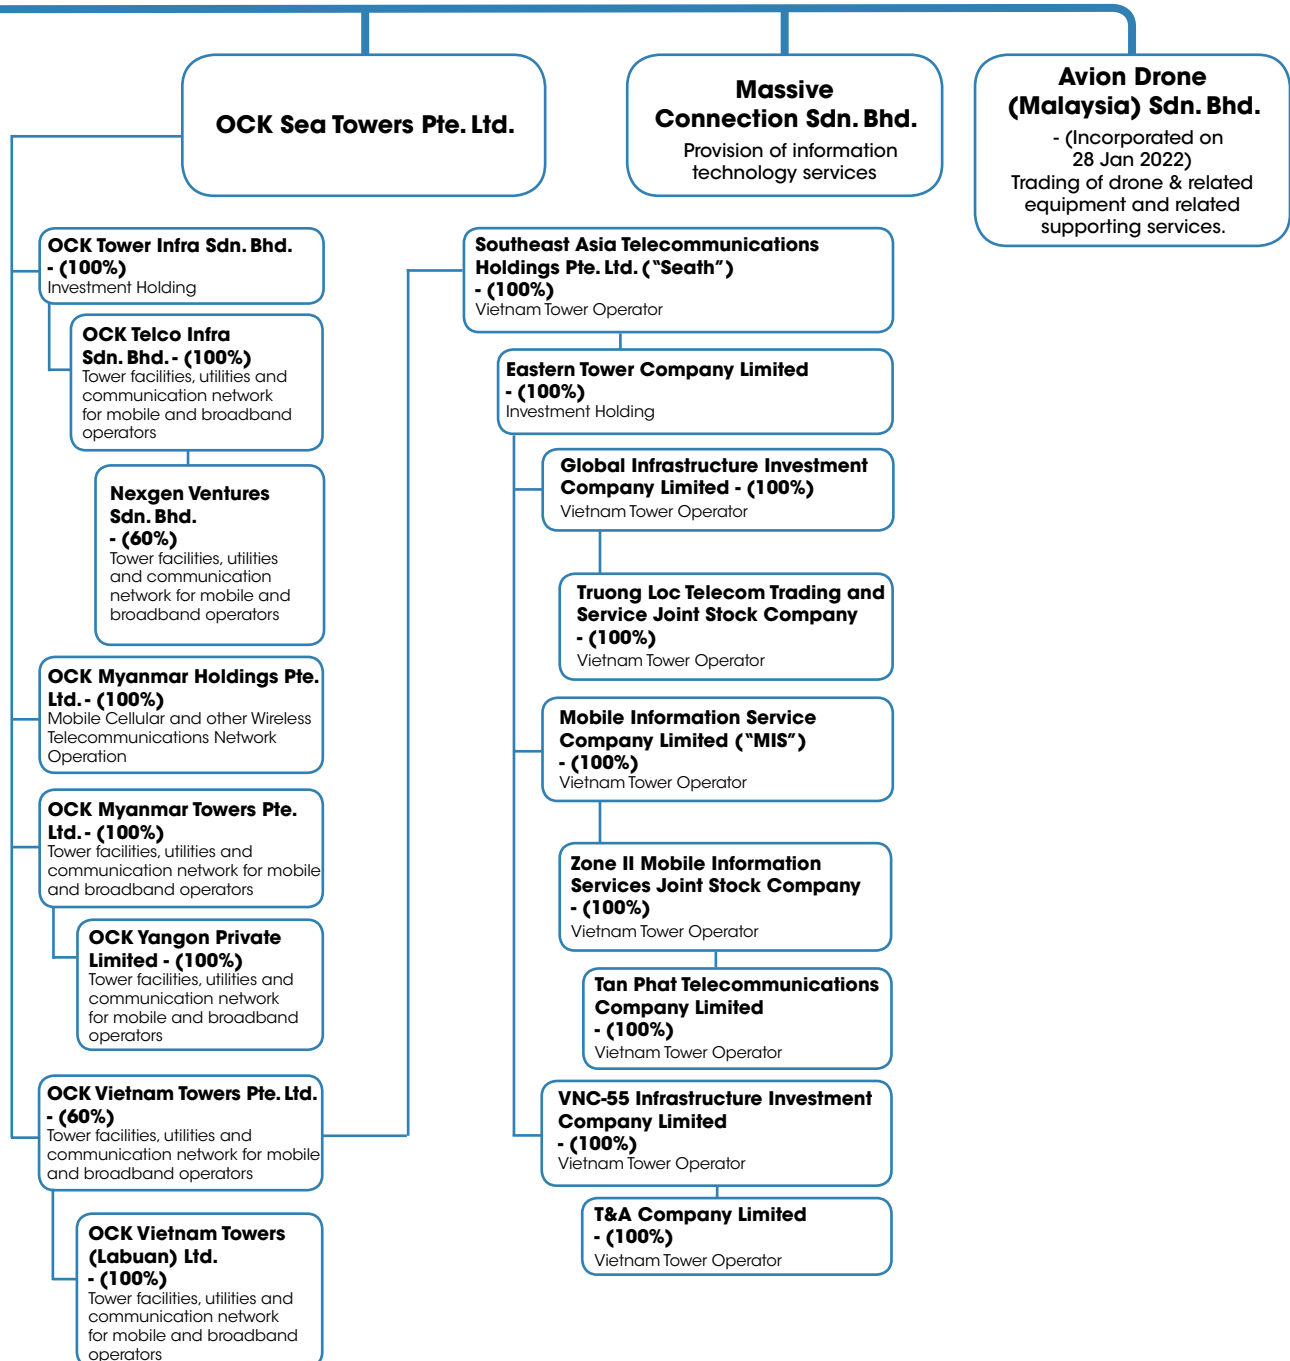 OCK Sea Towers Pte. Ltd.
Massive
Connection Sdn. Bhd.
Provision of information
technology services
Avion Drone
(Malaysia) Sdn. Bhd.
- (Incorporated on
28 Jan 2022)
Trading of drone & related
equipment and related
supporting services.
OCK Tower Infra Sdn. Bhd.
- (100%)
Investment Holding
OCK Telco Infra
Sdn. Bhd. - (100%)
Tower facilities, utilities and
communication network
for mobile and broadband
operators
Nexgen Ventures
Sdn. Bhd.
- (60%)
Tower facilities, utilities
and communication
network for mobile and
broadband operators
OCK Myanmar Holdings Pte.
Ltd. - (100%)
Mobile Cellular and other Wireless
Telecommunications Network
Operation
OCK Myanmar Towers Pte.
Ltd. - (100%)
Tower facilities, utilities and
communication network for mobile
and broadband operators
OCK Yangon Private
Limited - (100%)
Tower facilities, utilities and
communication network
for mobile and broadband
operators
OCK Vietnam Towers Pte. Ltd.
- (60%)
Tower facilities, utilities and
communication network for mobile
and broadband operators
OCK Vietnam Towers
(Labuan) Ltd.
- (100%)
Tower facilities, utilities and
communication network
for mobile and broadband
operators
Southeast Asia Telecommunications
Holdings Pte. Ltd. (“Seath”)
- (100%)
Vietnam Tower Operator
Eastern Tower Company Limited
- (100%)
Investment Holding
Global Infrastructure Investment
Company Limited - (100%)
Vietnam Tower Operator
Truong Loc Telecom Trading and
Service Joint Stock Company
- (100%)
Vietnam Tower Operator
Mobile Information Service
Company Limited (“MIS”)
- (100%)
Vietnam Tower Operator
Zone II Mobile Information
Services Joint Stock Company
- (100%)
Vietnam Tower Operator
Tan Phat Telecommunications
Company Limited
- (100%)
Vietnam Tower Operator
VNC-55 Infrastructure Investment
Company Limited
- (100%)
Vietnam Tower Operator
T&A Company Limited
- (100%)
Vietnam Tower Operator